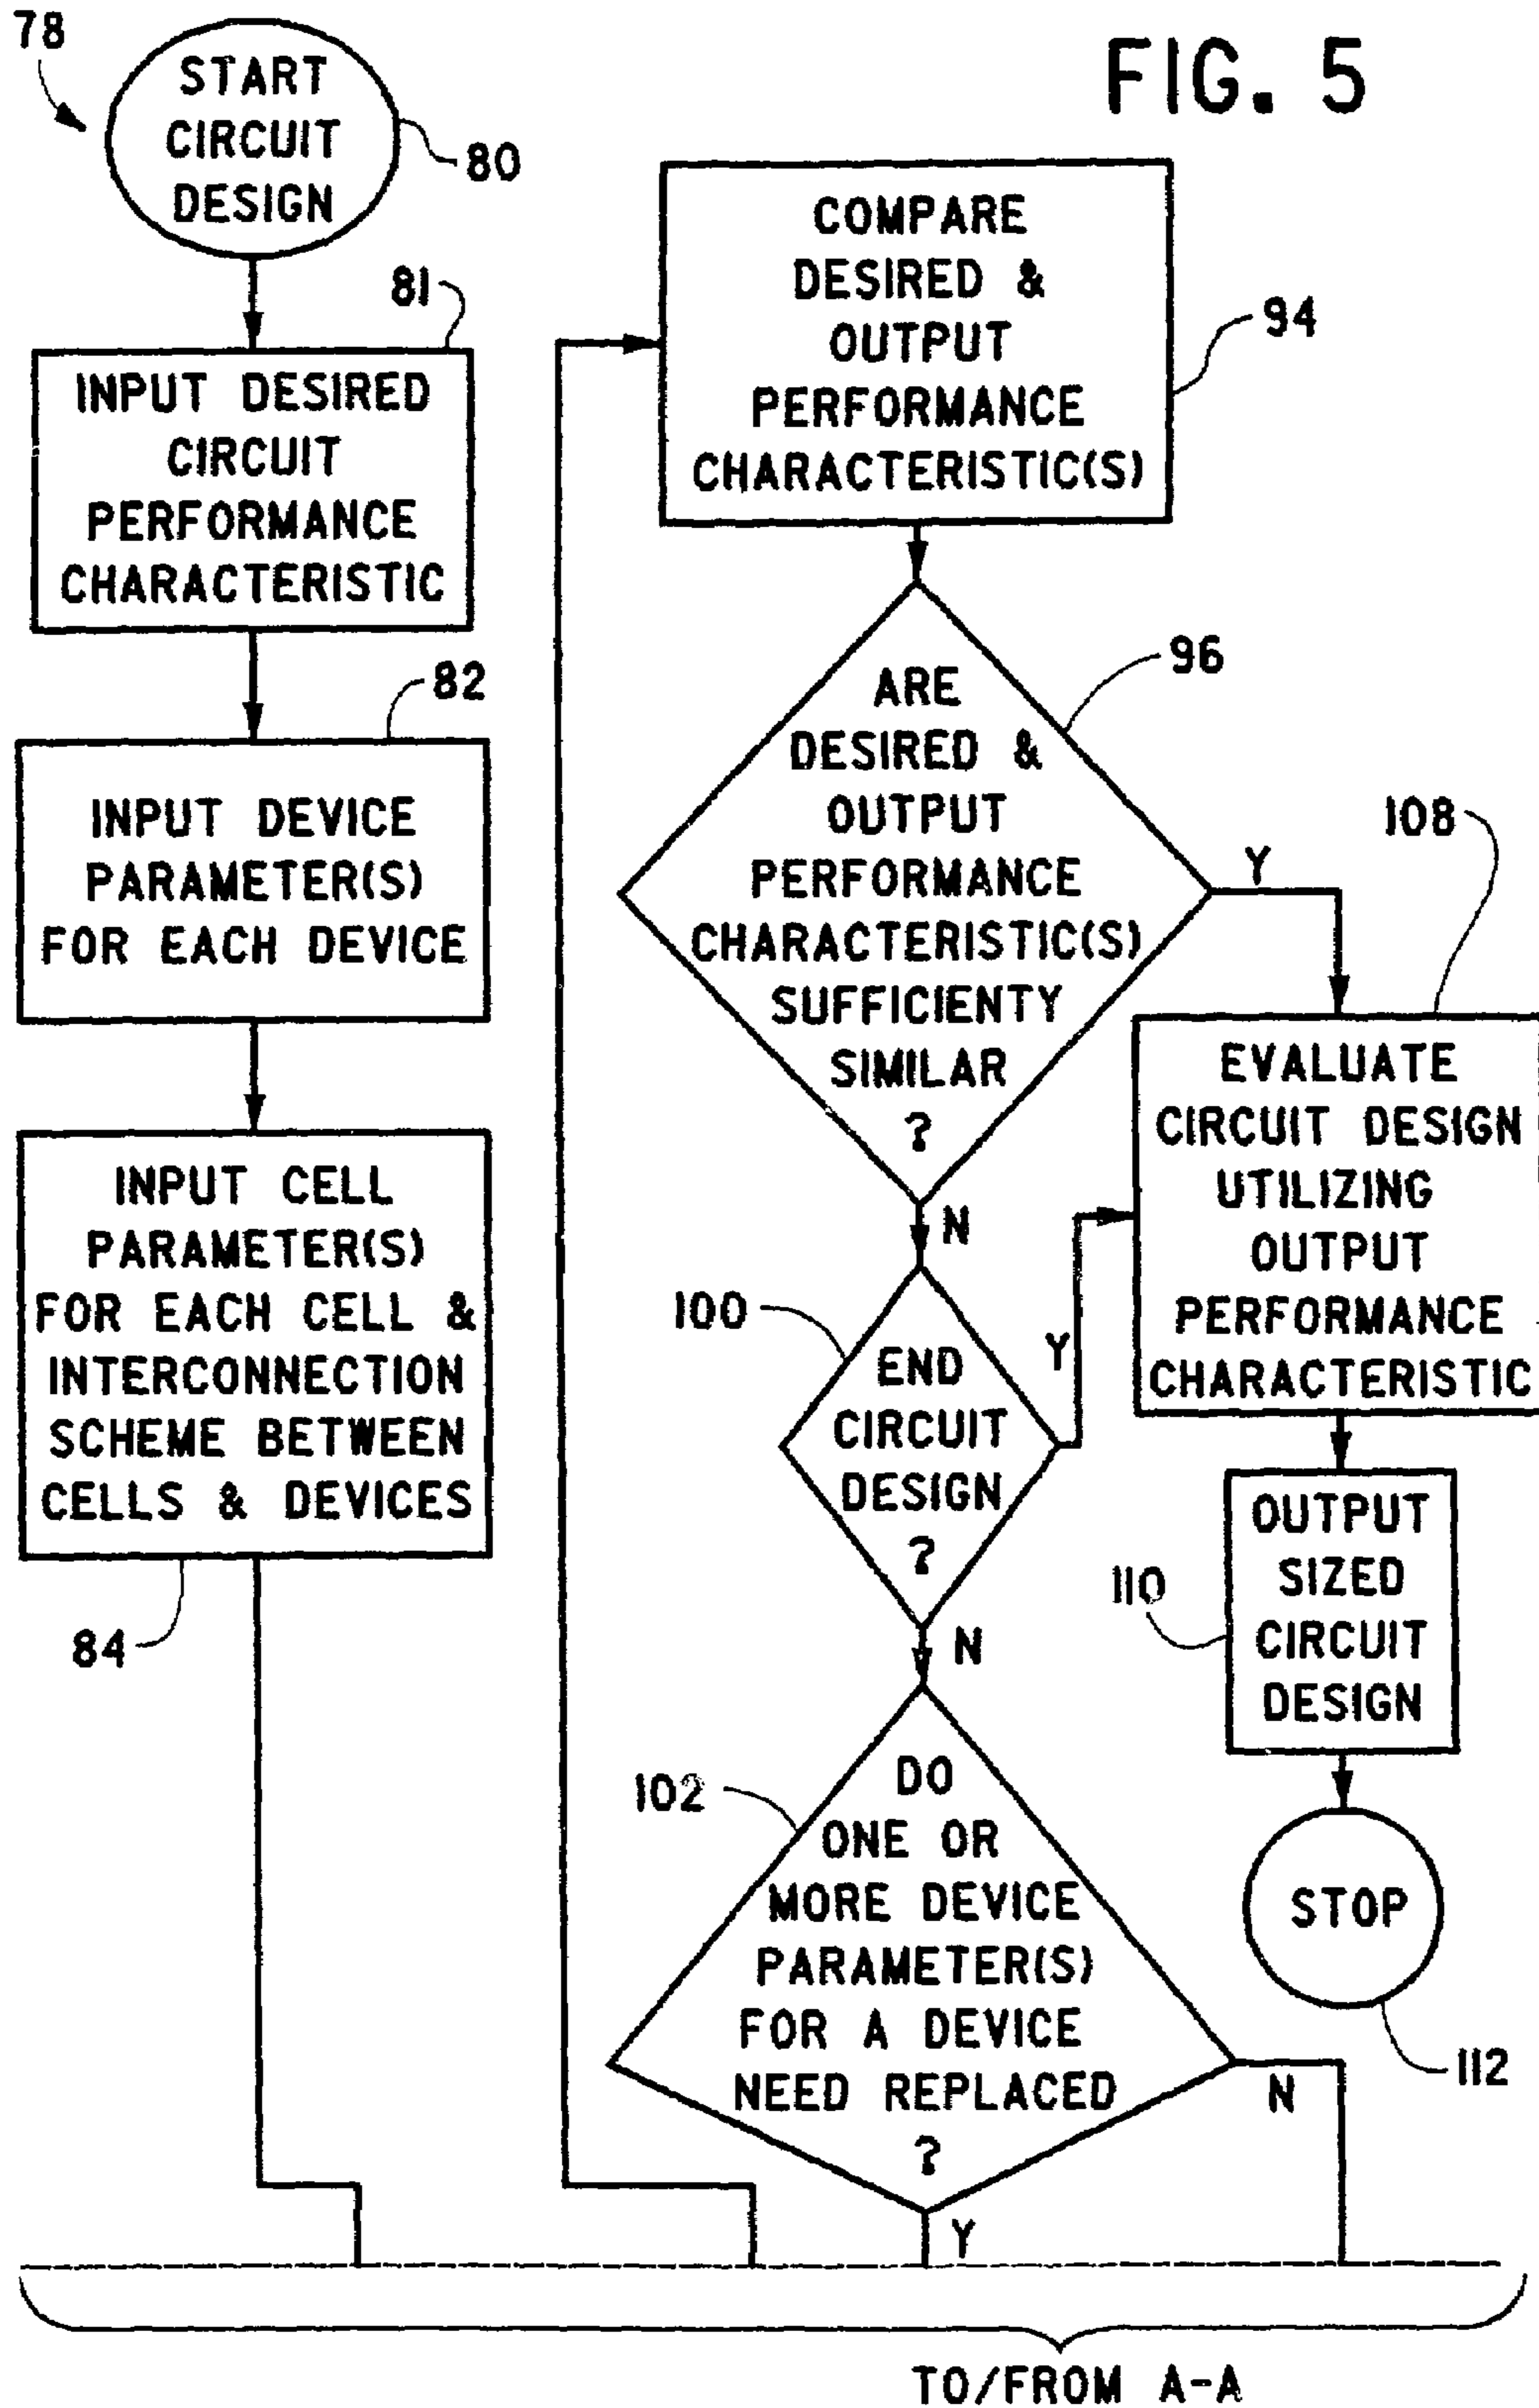 FIG. 5
78
START
CIRCUIT
DESIGN
80
81
INPUT DESIRED
CIRCUIT
PERFORMANCE
CHARACTERISTIC
82
INPUT DEVICE
PARAMETER(S)
FOR EACH DEVICE
INPUT CELL
PARAMETER(S)
FOR EACH CELL &
INTERCONNECTION
SCHEME BETWEEN
CELLS & DEVICES
84
COMPARE
DESIRED &
OUTPUT
PERFORMANCE
CHARACTERISTIC(S)
94
ARE
DESIRED &
OUTPUT
PERFORMANCE
CHARACTERISTIC(S)
SUFFICIENTY
SIMILAR
?
96
Y
N
100
END
CIRCUIT
DESIGN
?
Y
N
102
DO
ONE OR
MORE DEVICE
PARAMETER(S)
FOR A DEVICE
NEED REPLACED
?
Y
N
108
EVALUATE
CIRCUIT DESIGN
UTILIZING
OUTPUT
PERFORMANCE
CHARACTERISTIC
110
OUTPUT
SIZED
CIRCUIT
DESIGN
STOP
112
TO/FROM A-A